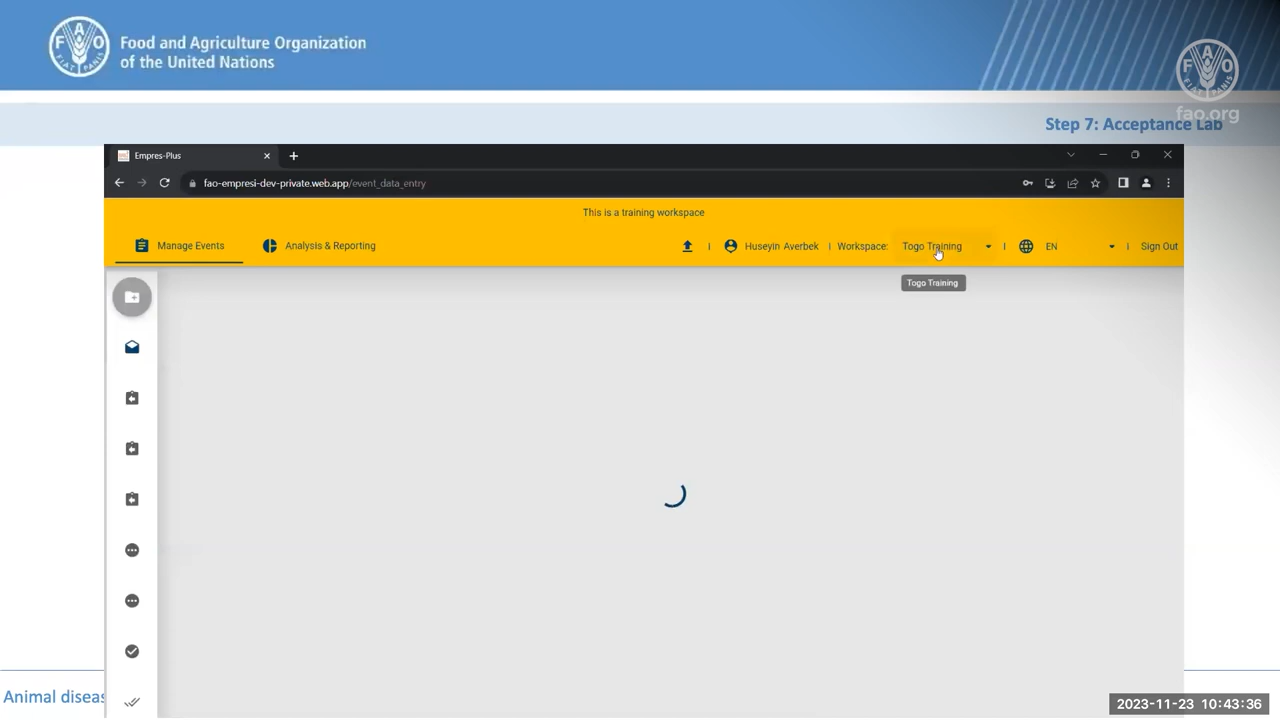 Food and Agriculture Organization
of the United Nations
fao.org
Step 7: Acceptance Lab
Empres-Plus
fao-empresi-dev-private.web.app/event_data_entry
This is a training workspace
Manage Events
Analysis & Reporting
Huseyin Averbek
Workspace:
Togo Training
EN
Sign Out
Togo Training
Animal diseas
2023-11-23 10:43:36